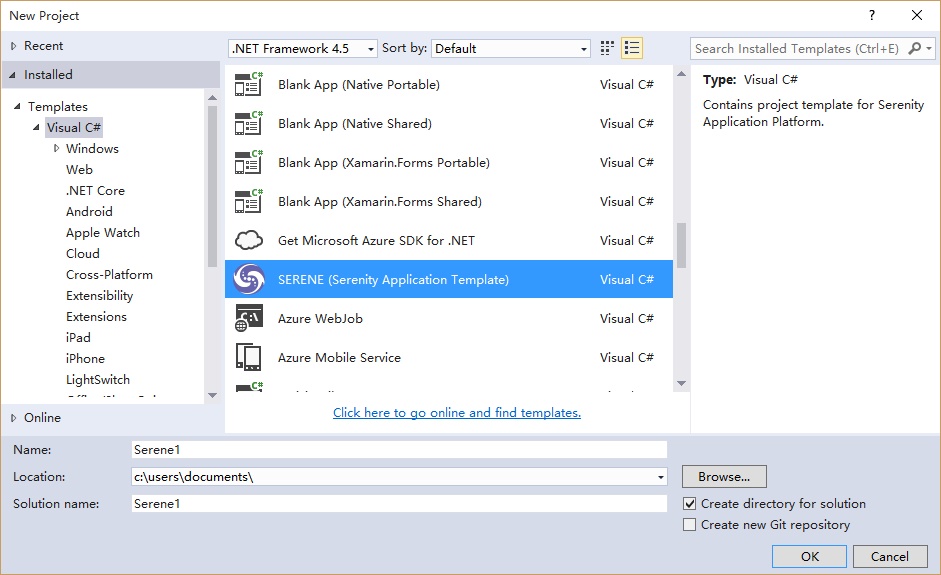 New Project
?
Recent
.NET Framework 4.5 Sort by: Default
Search Installed Templates (Ctrl+E)
Installed
Templates
Visual C#
Windows
Web
.NET Core
Android
Apple Watch
Cloud
Cross-Platform
Extensibility
Extensions
iPad
iPhone
LightSwitch
Online
Blank App (Native Portable) Visual C#
Blank App (Native Shared) Visual C#
Blank App (Xamarin.Forms Portable) Visual C#
Blank App (Xamarin.Forms Shared) Visual C#
Get Microsoft Azure SDK for .NET Visual C#
SERENE (Serenity Application Template) Visual C#
Azure WebJob Visual C#
Azure Mobile Service Visual C#
Click here to go online and find templates.
Type: Visual C#
Contains project template for Serenity
Application Platform.
Name: Serene1
Location: c:\users\documents\
Browse...
Solution name: Serene1
Create directory for solution
Create new Git repository
OK Cancel